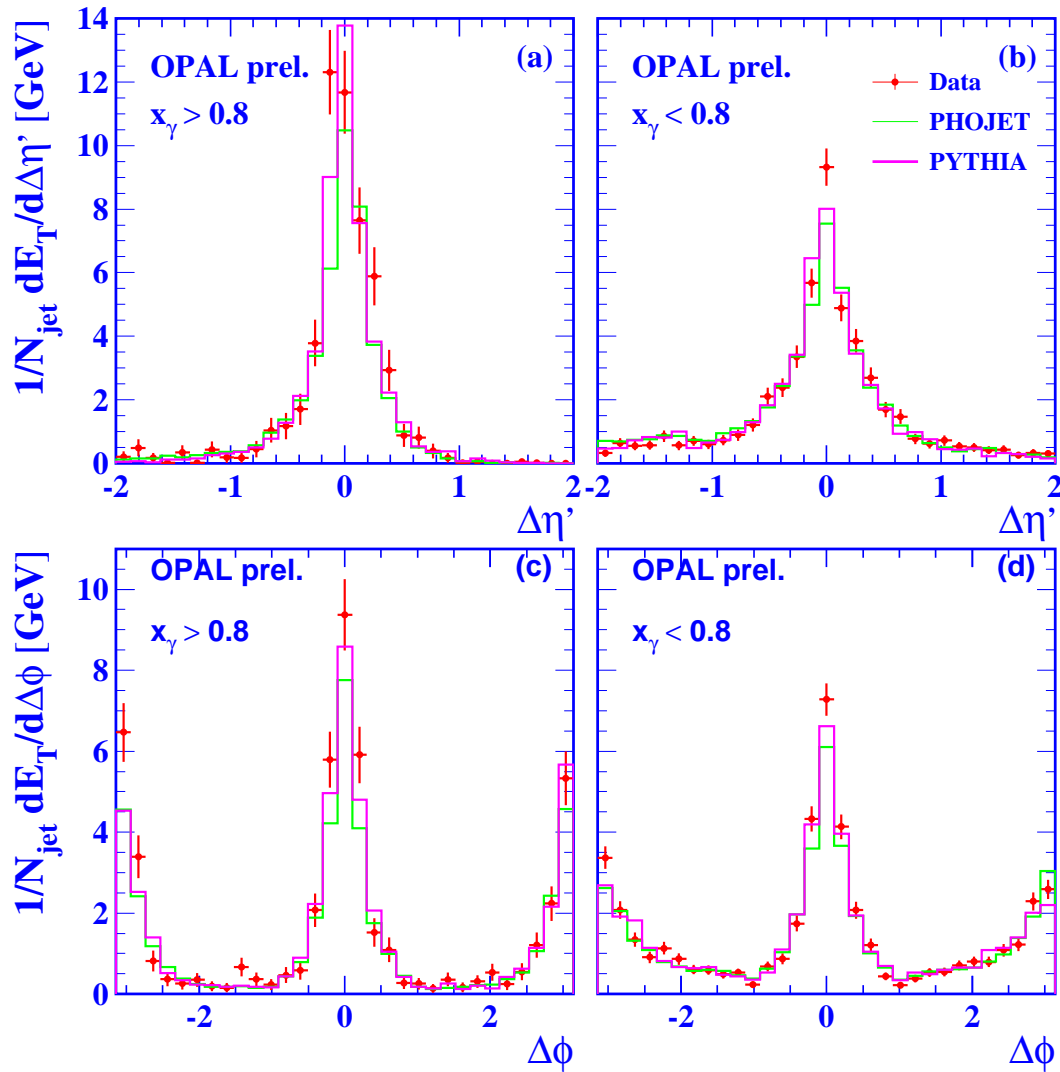 1/N_jet dE_T/dΔη’ [GeV]
14
12
10
8
6
4
2
0
OPAL prel.
(a)
x_γ > 0.8
-2 -1 0 1 2
Δη’
OPAL prel.
(b)
x_γ < 0.8
Data
PHOJET
PYTHIA
-2 -1 0 1 2
Δη’
1/N_jet dE_T/dΔϕ [GeV]
10
8
6
4
2
0
OPAL prel.
(c)
x_γ > 0.8
-2 0 2
Δϕ
OPAL prel.
(d)
x_γ < 0.8
-2 0 2
Δϕ